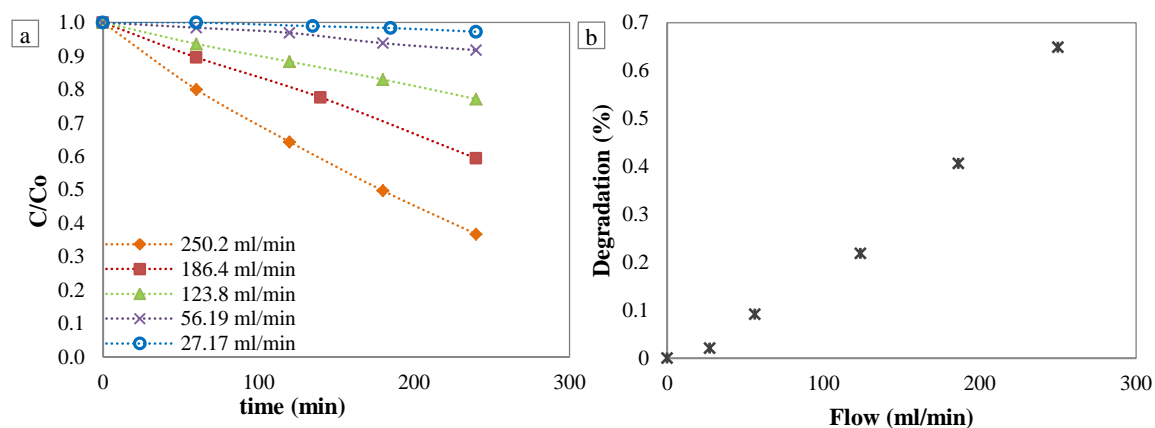 a
1.0
0.9
0.8
0.7
0.6
0.5
0.4
0.3
0.2
0.1
0.0
C/Co
250.2 ml/min
186.4 ml/min
123.8 ml/min
56.19 ml/min
27.17 ml/min
0 100 200 300
time (min)
b
0.7
0.6
0.5
0.4
0.3
0.2
0.1
0
Degradation (%)
0 100 200 300
Flow (ml/min)